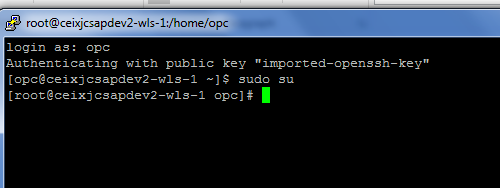 root@ceixjcsapdev2-wls-1:/home/opc
login as: opc
Authenticating with public key "imported-openssh-key"
[opc@ceixjcsapdev2-wls-1 ~]$ sudo su
[root@ceixjcsapdev2-wls-1 opc]#